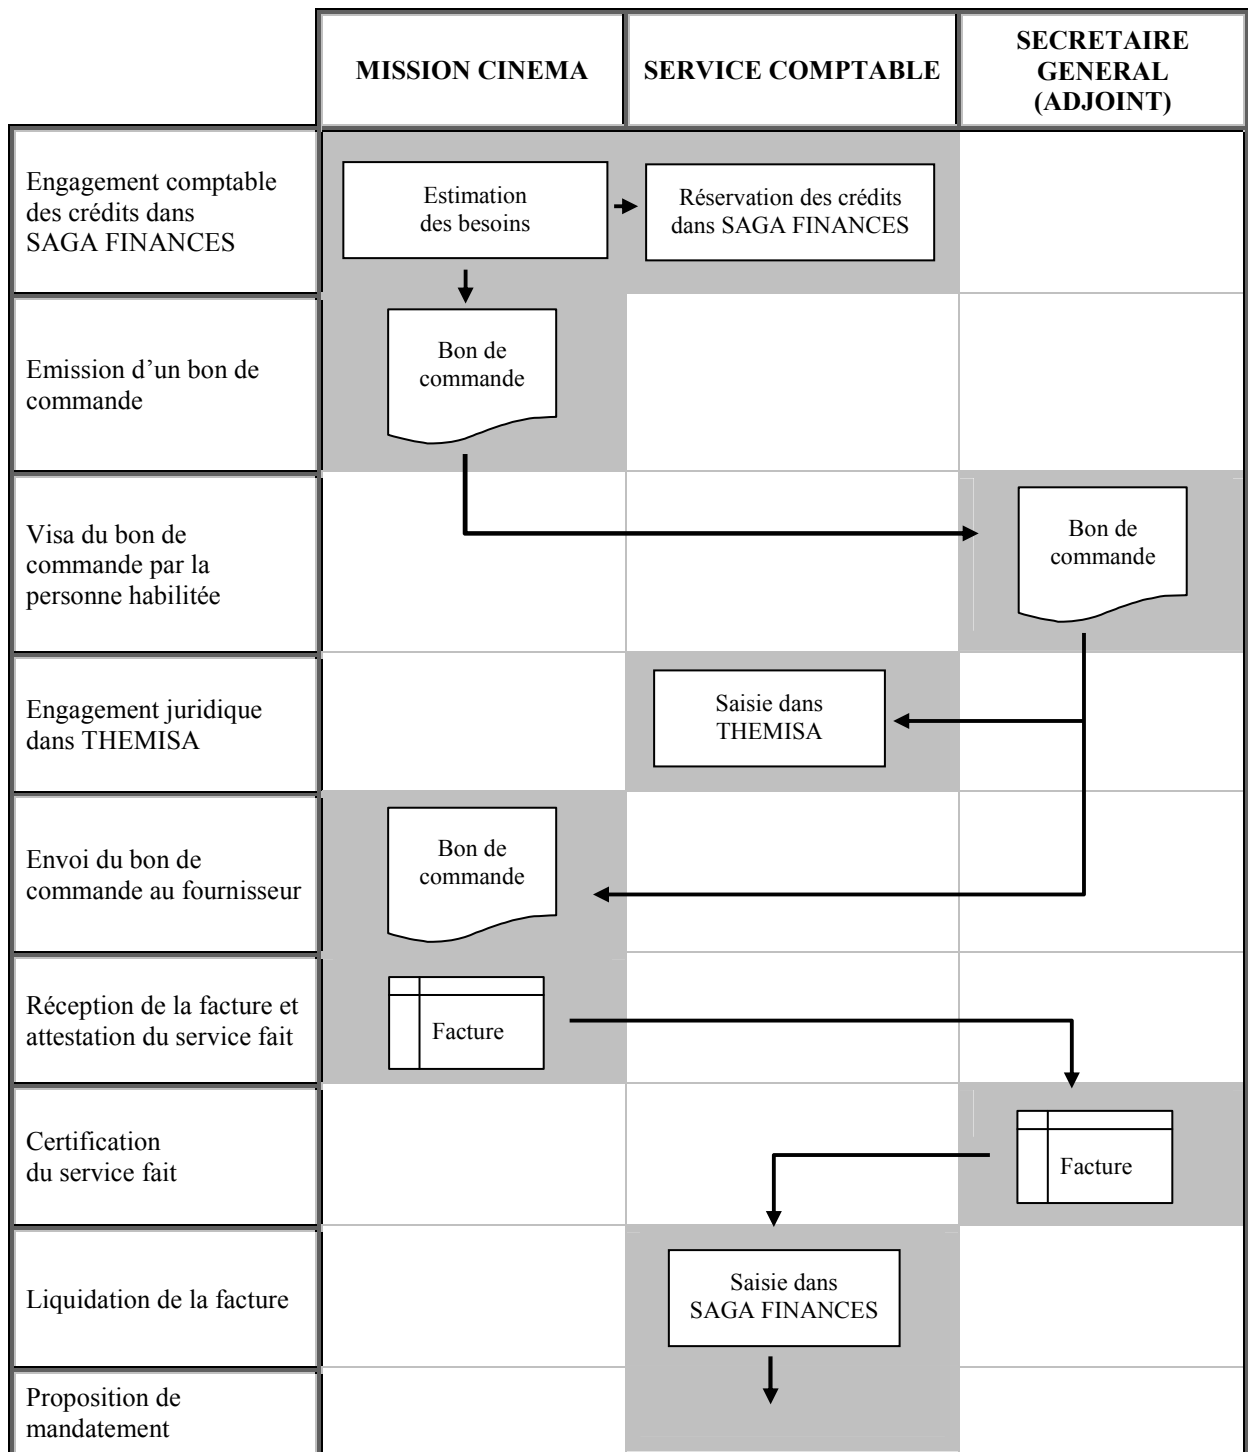 MISSION CINEMA
SERVICE COMPTABLE
SECRETAIRE
GENERAL
(ADJOINT)
Engagement comptable
des crédits dans
SAGA FINANCES
Estimation
des besoins
Réservation des crédits
dans SAGA FINANCES
Emission d’un bon de
commande
Bon de
commande
Visa du bon de
commande par la
personne habilitée
Bon de
commande
Engagement juridique
dans THEMISA
Saisie dans
THEMISA
Envoi du bon de
commande au fournisseur
Bon de
commande
Réception de la facture et
attestation du service fait
Facture
Certification
du service fait
Facture
Liquidation de la facture
Saisie dans
SAGA FINANCES
Proposition de
mandatement